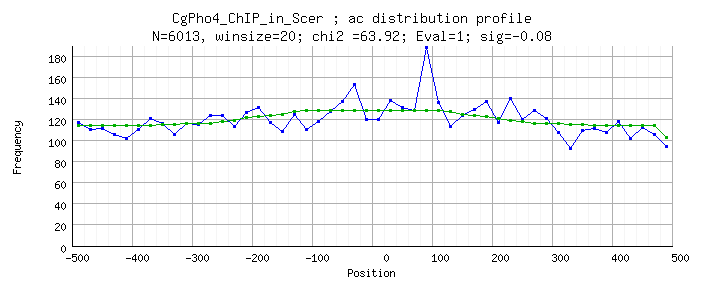 CgPho4_ChIP_in_Scer ; ac distribution profile
N=6013, winsize=20; chi2 =63.92; Eval=1; sig=-0.08
Frequency
180
160
140
120
100
80
60
40
20
0
-500 -400 -300 -200 -100 0 100 200 300 400 500
Position